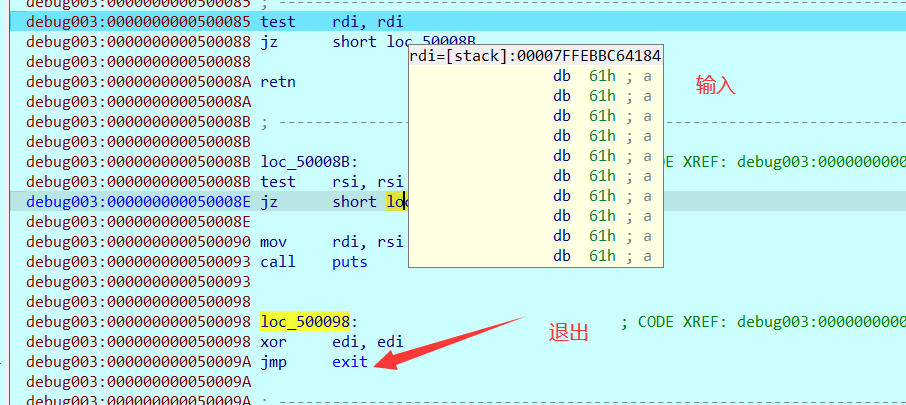 debug003:0000000000500085 ; ----------------------------------------------------------------
debug003:0000000000500085 test rdi, rdi
debug003:0000000000500088 jz short loc_50008B
debug003:0000000000500088
debug003:000000000050008A retn
debug003:000000000050008A
debug003:000000000050008B ; ----------------------------------------------------------------
debug003:000000000050008B
debug003:000000000050008B loc_50008B: CODE XREF: debug003:0000000000
debug003:000000000050008B test rsi, rsi
debug003:000000000050008E jz short loc
debug003:000000000050008E
debug003:0000000000500090 mov rdi, rsi
debug003:0000000000500093 call puts
debug003:0000000000500093
debug003:0000000000500098
debug003:0000000000500098 loc_500098: ; CODE XREF: debug003:0000000000
debug003:0000000000500098 xor edi, edi
debug003:000000000050009A jmp exit
debug003:000000000050009A
debug003:000000000050009A ; ----------------------------------------------------------------
rdi=[stack]:00007FFEBBC64184
db 61h ; a
db 61h ; a
db 61h ; a
db 61h ; a
db 61h ; a
db 61h ; a
db 61h ; a
db 61h ; a
db 61h ; a
db 61h ; a
输入
退出